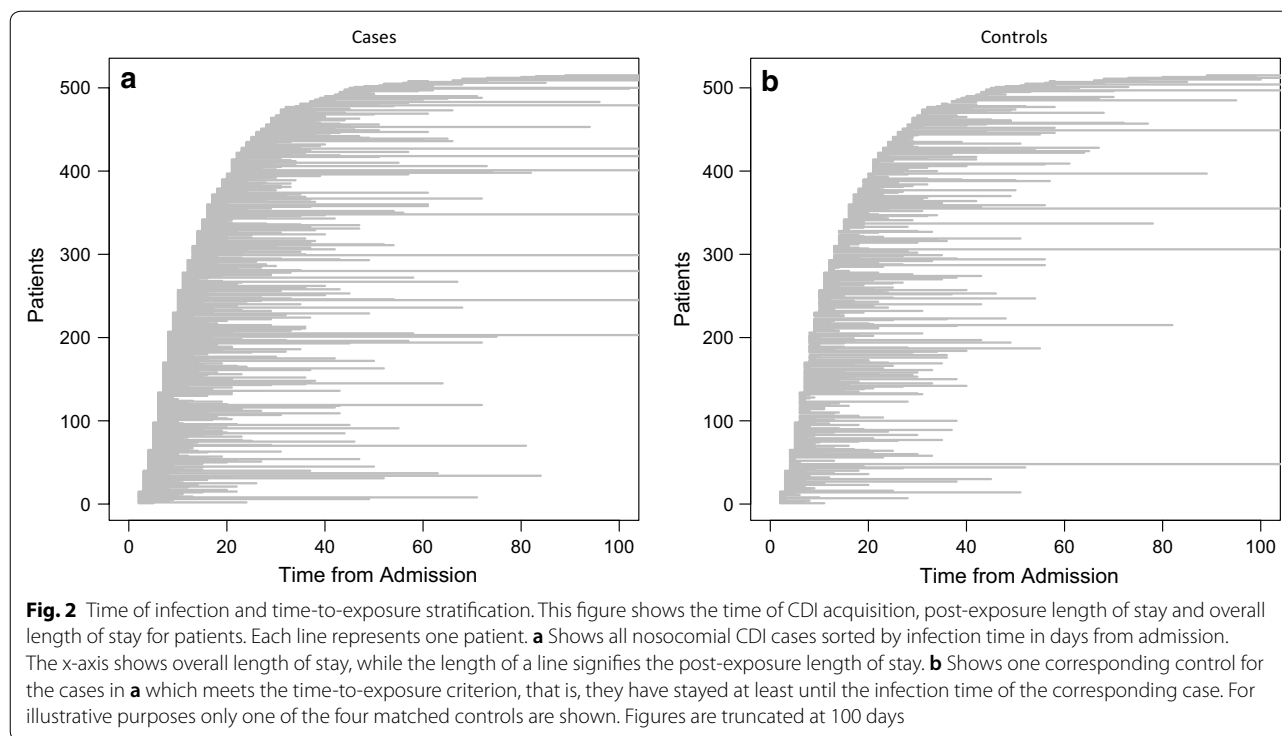 Cases
Controls
a
b
500
400
300
200
100
0
Patients
0 20 40 60 80 100
Time from Admission
500
400
300
200
100
0
Patients
0 20 40 60 80 100
Time from Admission
Fig. 2 Time of infection and time-to-exposure stratification. This figure shows the time of CDI acquisition, post-exposure length of stay and overall
length of stay for patients. Each line represents one patient. a Shows all nosocomial CDI cases sorted by infection time in days from admission.
The x-axis shows overall length of stay, while the length of a line signifies the post-exposure length of stay. b Shows one corresponding control for
the cases in a which meets the time-to-exposure criterion, that is, they have stayed at least until the infection time of the corresponding case. For
illustrative purposes only one of the four matched controls are shown. Figures are truncated at 100 days